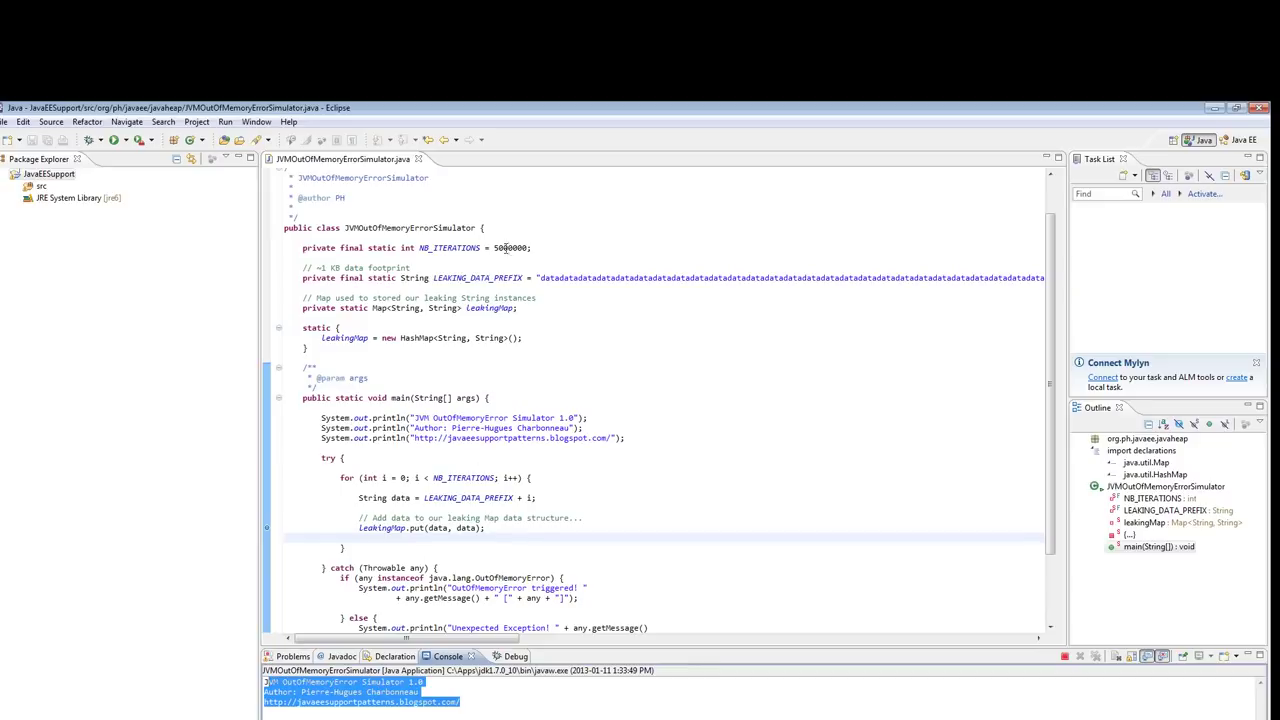 Java - JavaEESupport/src/org/ph/javaee/javaheap/JVMOutOfMemoryErrorSimulator.java - Eclipse
File Edit Source Refactor Navigate Search Project Run Window Help
Java Java EE
Package Explorer
JavaEESupport
src
JRE System Library [jre6]
JVMOutOfMemoryErrorSimulator.java
* JVMOutOfMemoryErrorSimulator
*
* @author PH
*
*/
public class JVMOutOfMemoryErrorSimulator {
private final static int NB_ITERATIONS = 5000000;
// ~1 KB data footprint
private final static String LEAKING_DATA_PREFIX = "datadatadatadatadatadatadatadatadatadatadatadatadatadatadatadatadatadatadatadatadatadatadatadatadatadatadata
// Map used to stored our leaking String instances
private static Map<String, String> leakingMap;
static {
leakingMap = new HashMap<String, String>();
}
/**
* @param args
*/
public static void main(String[] args) {
System.out.println("JVM OutOfMemoryError Simulator 1.0");
System.out.println("Author: Pierre-Hugues Charbonneau");
System.out.println("http://javaeesupportpatterns.blogspot.com/");
try {
for (int i = 0; i < NB_ITERATIONS; i++) {
String data = LEAKING_DATA_PREFIX + i;
// Add data to our leaking Map data structure...
leakingMap.put(data, data);
}
} catch (Throwable any) {
if (any instanceof java.lang.OutOfMemoryError) {
System.out.println("OutOfMemoryError triggered! "
+ any.getMessage() + " [" + any + "]");
} else {
System.out.println("Unexpected Exception! " + any.getMessage()
Task List
Find All Activate...
Connect Mylyn
Connect to your task and ALM tools or create a
local task.
Outline
org.ph.javaee.javaheap
import declarations
java.util.Map
java.util.HashMap
JVMOutOfMemoryErrorSimulator
NB_ITERATIONS : int
LEAKING_DATA_PREFIX : String
leakingMap : Map<String, String>
{...}
main(String[]) : void
Problems Javadoc Declaration Console Debug
JVMOutOfMemoryErrorSimulator [Java Application] C:\Apps\jdk1.7.0_10\bin\javaw.exe (2013-01-11 1:33:49 PM)
JVM OutOfMemoryError Simulator 1.0
Author: Pierre-Hugues Charbonneau
http://javaeesupportpatterns.blogspot.com/